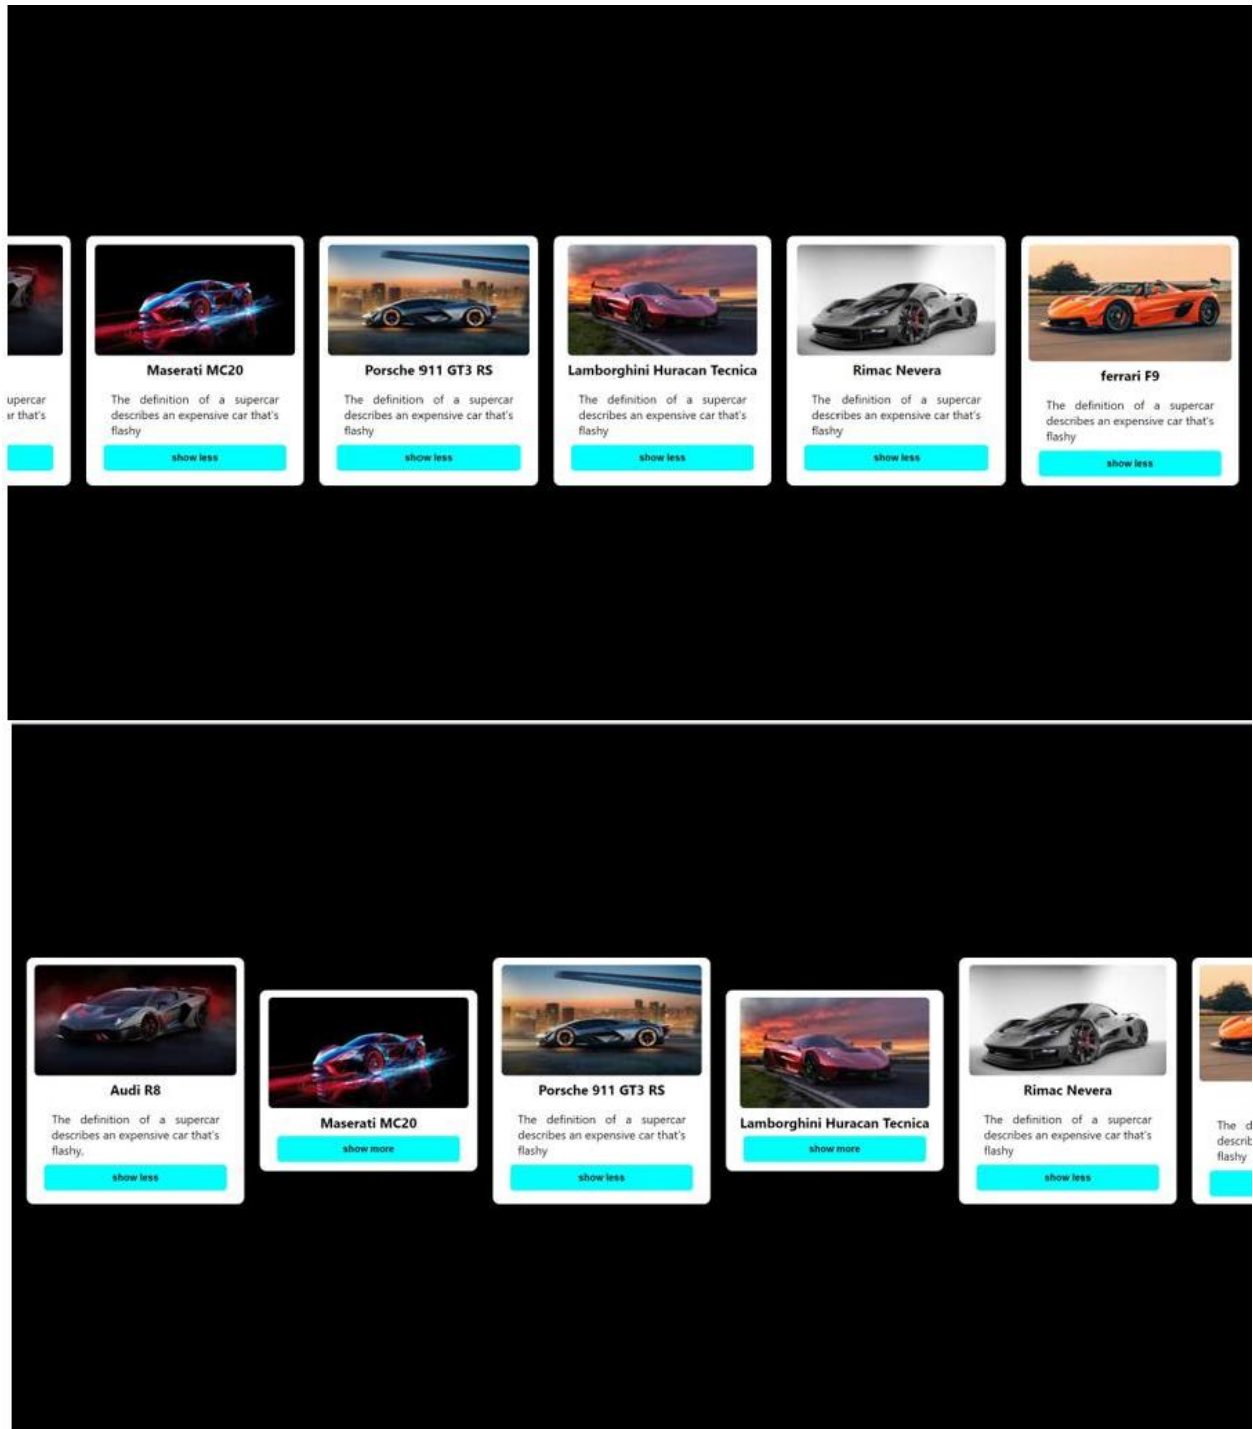 Maserati MC20
Porsche 911 GT3 RS
Lamborghini Huracan Tecnica
Rimac Nevera
ferrari F9
upercar
ar that's
The definition of a supercar
describes an expensive car that's
flashy
The definition of a supercar
describes an expensive car that's
flashy
The definition of a supercar
describes an expensive car that's
flashy
The definition of a supercar
describes an expensive car that's
flashy
The definition of a supercar
describes an expensive car that's
flashy
show less
show less
show less
show less
show less
Audi R8
The definition of a supercar
describes an expensive car that's
flashy.
show less
Maserati MC20
show more
Porsche 911 GT3 RS
The definition of a supercar
describes an expensive car that's
flashy
show less
Lamborghini Huracan Tecnica
show more
Rimac Nevera
The definition of a supercar
describes an expensive car that's
flashy
show less
The d
describ
flashy